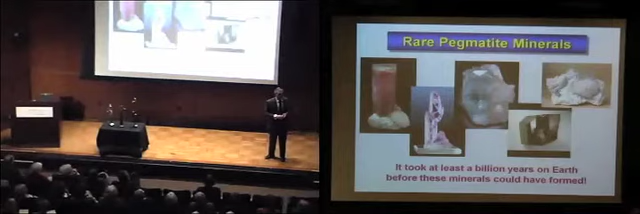 Rare Pegmatite Minerals
It took at least a billion years on Earth
before these minerals could have formed!